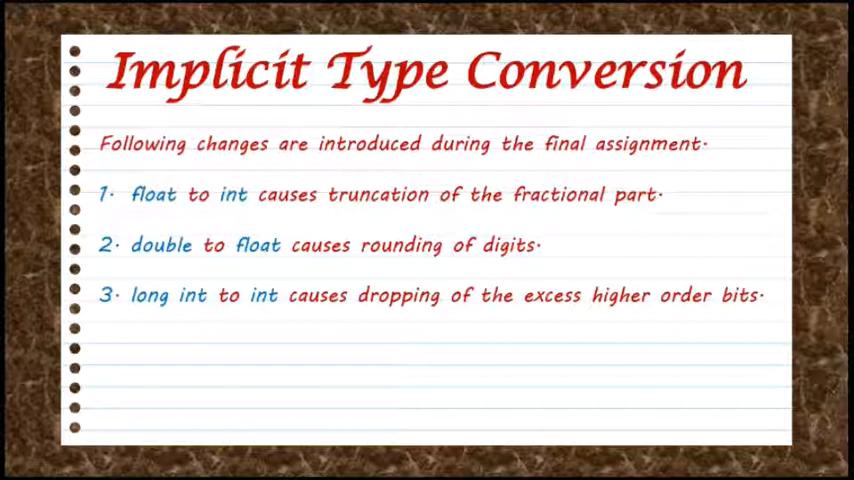 Implicit Type Conversion
Following changes are introduced during the final assignment.
1. float to int causes truncation of the fractional part.
2. double to float causes rounding of digits.
3. long int to int causes dropping of the excess higher order bits.